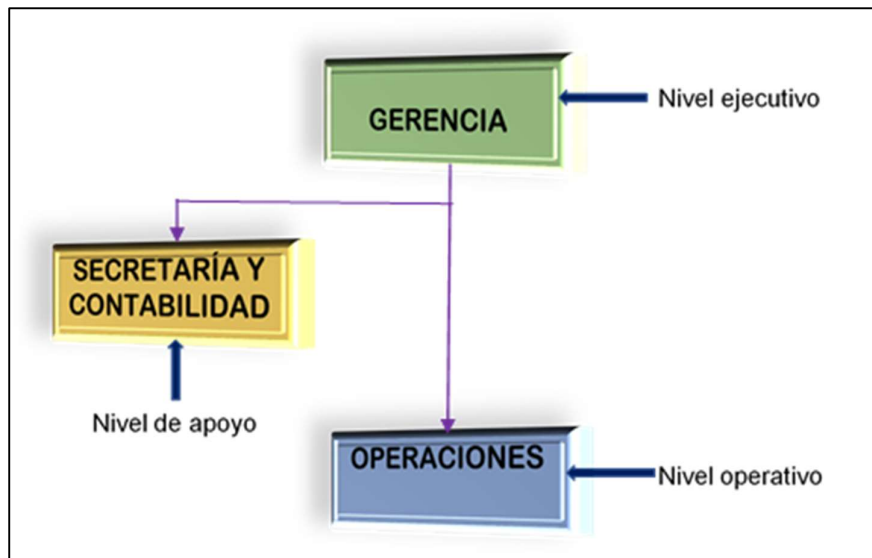 GERENCIA
Nivel ejecutivo
SECRETARÍA Y
CONTABILIDAD
Nivel de apoyo
OPERACIONES
Nivel operativo